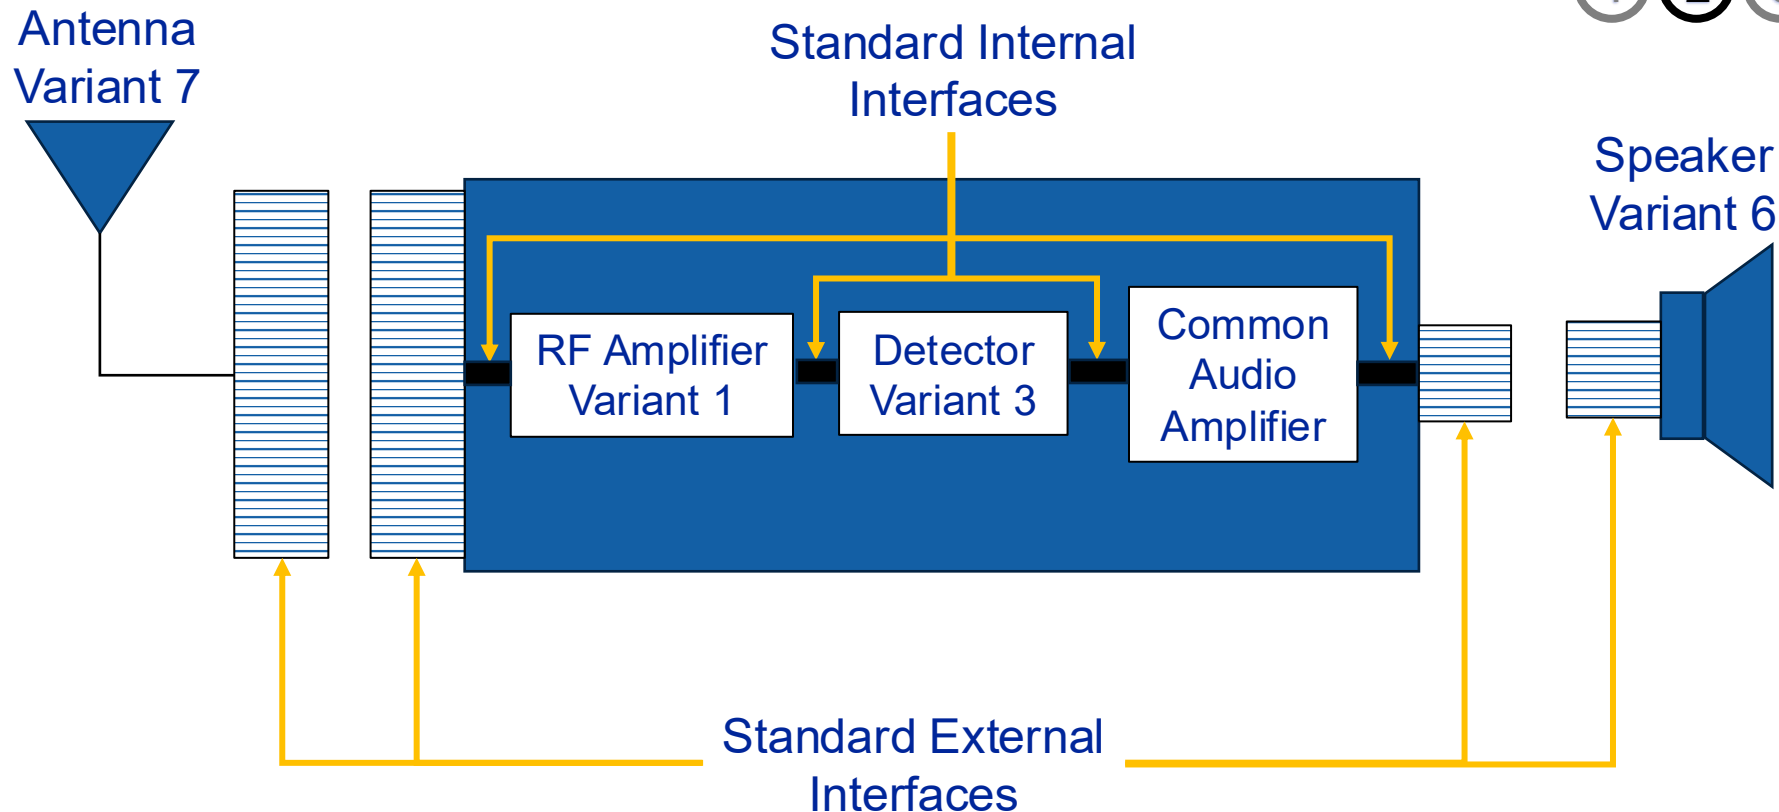 Antenna
Variant 7
Standard Internal
Interfaces
Speaker
Variant 6
RF Amplifier
Variant 1
Detector
Variant 3
Common
Audio
Amplifier
Standard External
Interfaces